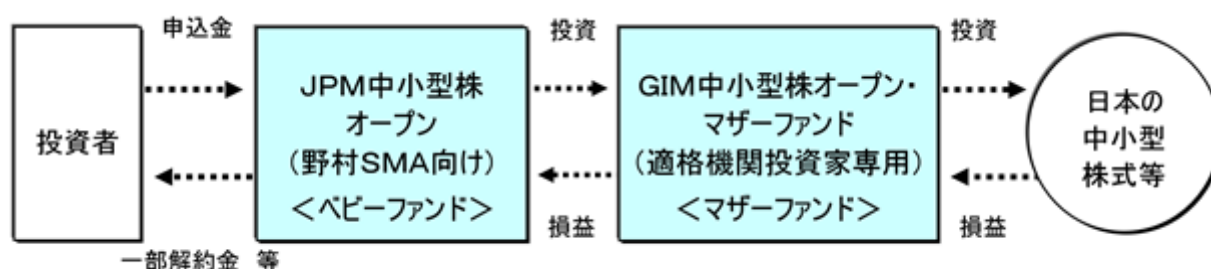 申込金
投資
投資
投資者
JPM中小型株
オープン
(野村SMA向け)
<ベビーファンド>
GIM中小型株オープン・
マザーファンド
(適格機関投資家専用)
<マザーファンド>
日本の
中小型
株式等
一部解約金 等
損益
損益